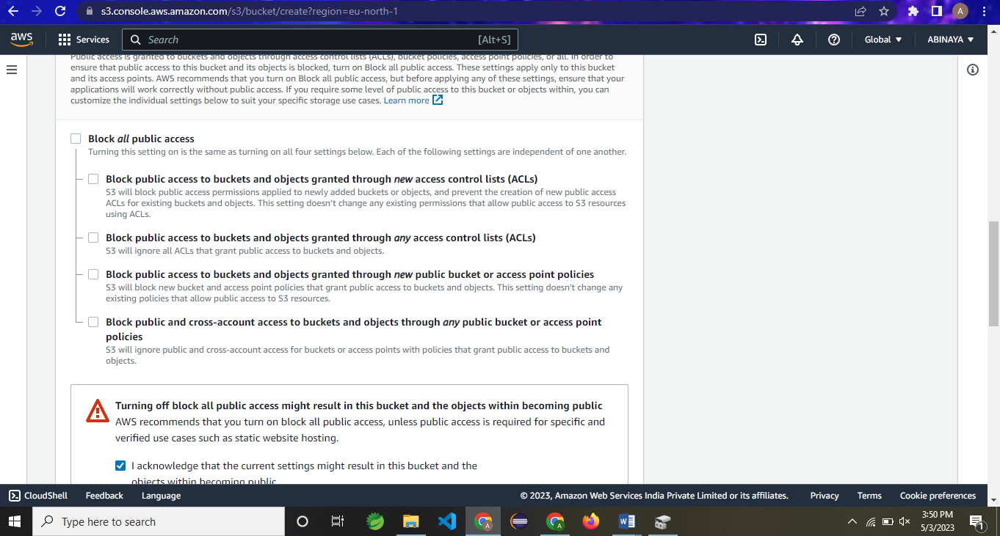 s3.console.aws.amazon.com/s3/bucket/create?region=eu-north-1
A
aws
Services
Search
[Alt+S]
Global
ABINAYA
Public access is granted to buckets and objects through access control lists (ACLs), bucket policies, access point policies, or all. In order to
ensure that public access to this bucket and its objects is blocked, turn on Block all public access. These settings apply only to this bucket
and its access points. AWS recommends that you turn on Block all public access, but before applying any of these settings, ensure that your
applications will work correctly without public access. If you require some level of public access to this bucket or objects within, you can
customize the individual settings below to suit your specific storage use cases. Learn more
Block all public access
Turning this setting on is the same as turning on all four settings below. Each of the following settings are independent of one another.
Block public access to buckets and objects granted through new access control lists (ACLs)
S3 will block public access permissions applied to newly added buckets or objects, and prevent the creation of new public access
ACLs for existing buckets and objects. This setting doesn't change any existing permissions that allow public access to S3 resources
using ACLs.
Block public access to buckets and objects granted through any access control lists (ACLs)
S3 will ignore all ACLs that grant public access to buckets and objects.
Block public access to buckets and objects granted through new public bucket or access point policies
S3 will block new bucket and access point policies that grant public access to buckets and objects. This setting doesn't change any
existing policies that allow public access to S3 resources.
Block public and cross-account access to buckets and objects through any public bucket or access point
policies
S3 will ignore public and cross-account access for buckets or access points with policies that grant public access to buckets and
objects.
Turning off block all public access might result in this bucket and the objects within becoming public
AWS recommends that you turn on block all public access, unless public access is required for specific and
verified use cases such as static website hosting.
I acknowledge that the current settings might result in this bucket and the
objects within becoming public.
CloudShell
Feedback
Language
© 2023, Amazon Web Services India Private Limited or its affiliates.
Privacy
Terms
Cookie preferences
Type here to search
3:50 PM
5/3/2023
1